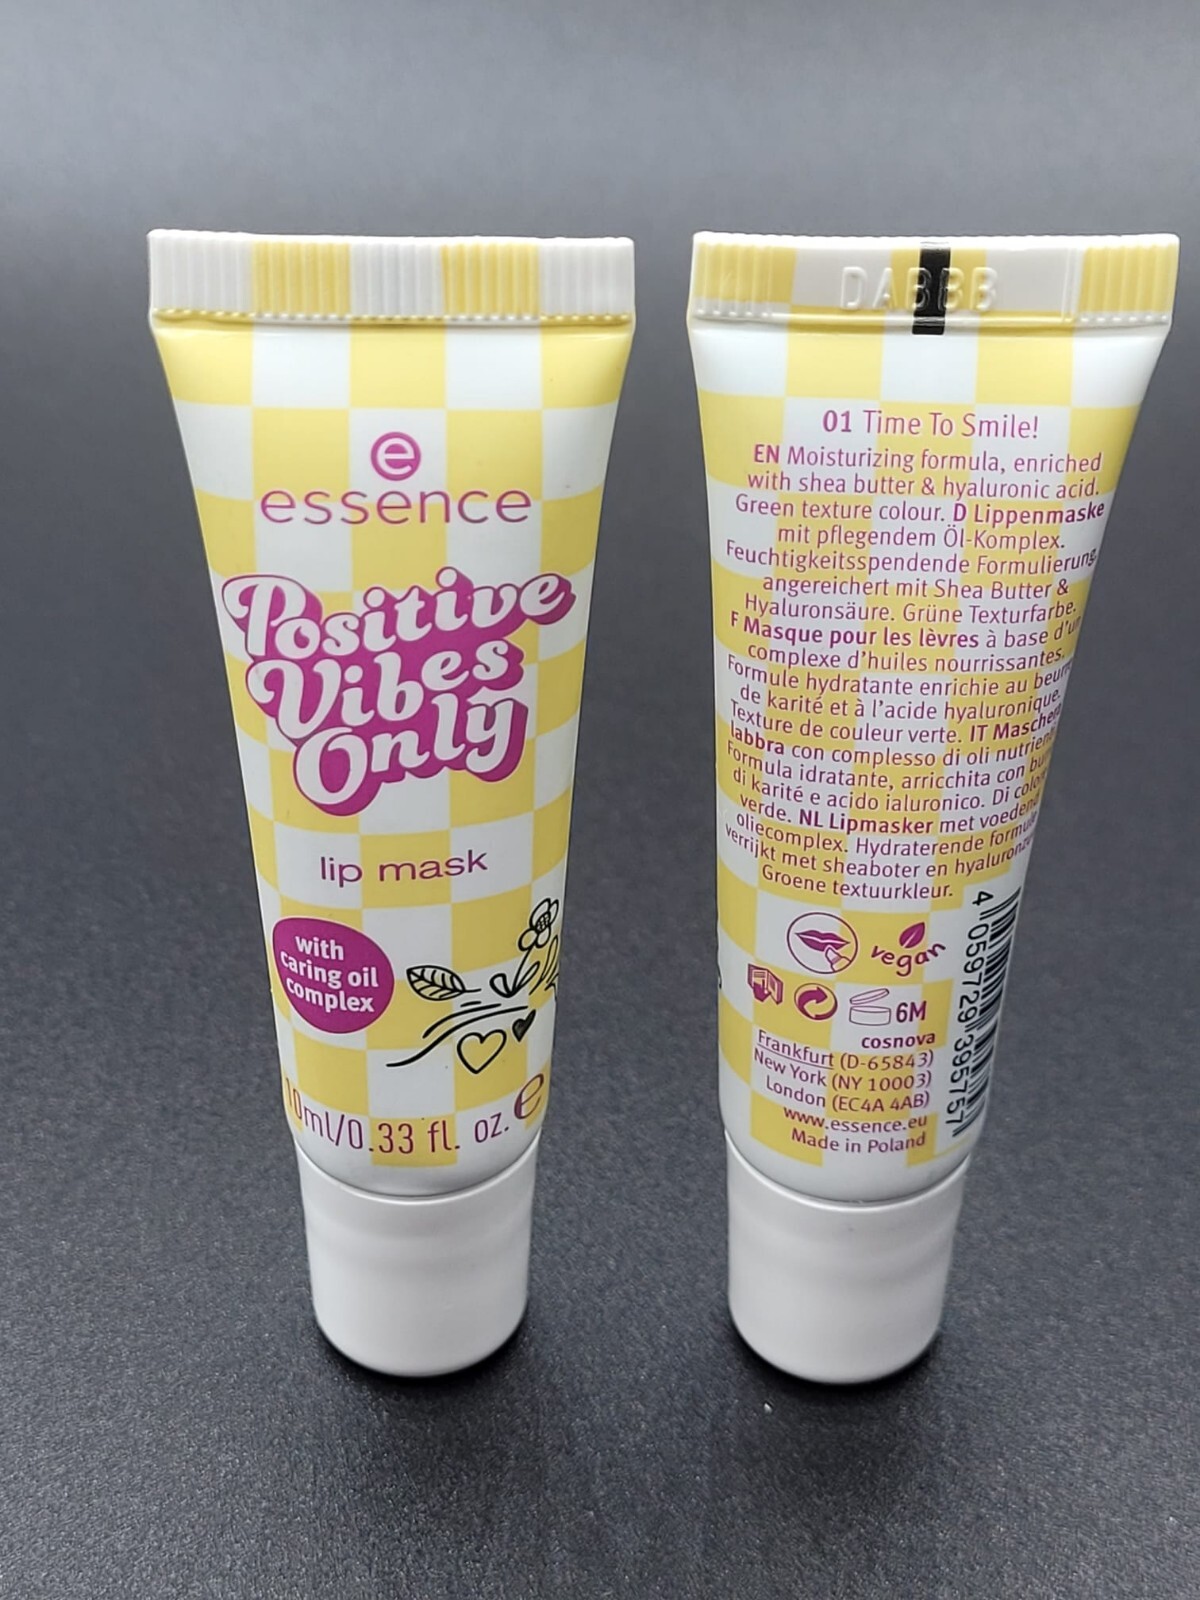 e
essence
Positive
Vibes
Only
lip mask
with
caring oil
complex
10ml/0.33 fl. oz. e
DABBB
01 Time To Smile!
EN Moisturizing formula, enriched
with shea butter & hyaluronic acid.
Green texture colour. D Lippenmaske
mit pflegendem Öl-Komplex.
Feuchtigkeitsspendende Formulierung,
angereichert mit Shea Butter &
Hyaluronsäure. Grüne Texturfarbe.
F Masque pour les lèvres à base d'un
complexe d'huiles nourrissantes.
Formule hydratante enrichie au beurre
de karité et à l'acide hyaluronique.
Texture de couleur verte. IT Maschera
labbra con complesso di oli
Formula idratante, arricchita con
di karité e acido ialuronico. Di
verde. NL Lipmasker met
oliecomplex. Hydraterende
verrijkt met sheaboter en
Groene textuurkleur.
vegan
6M
cosnova
Frankfurt (D-65843)
New York (NY 10003)
London (EC4A 4AB)
www.essence.eu
Made in Poland
4 059729 395757